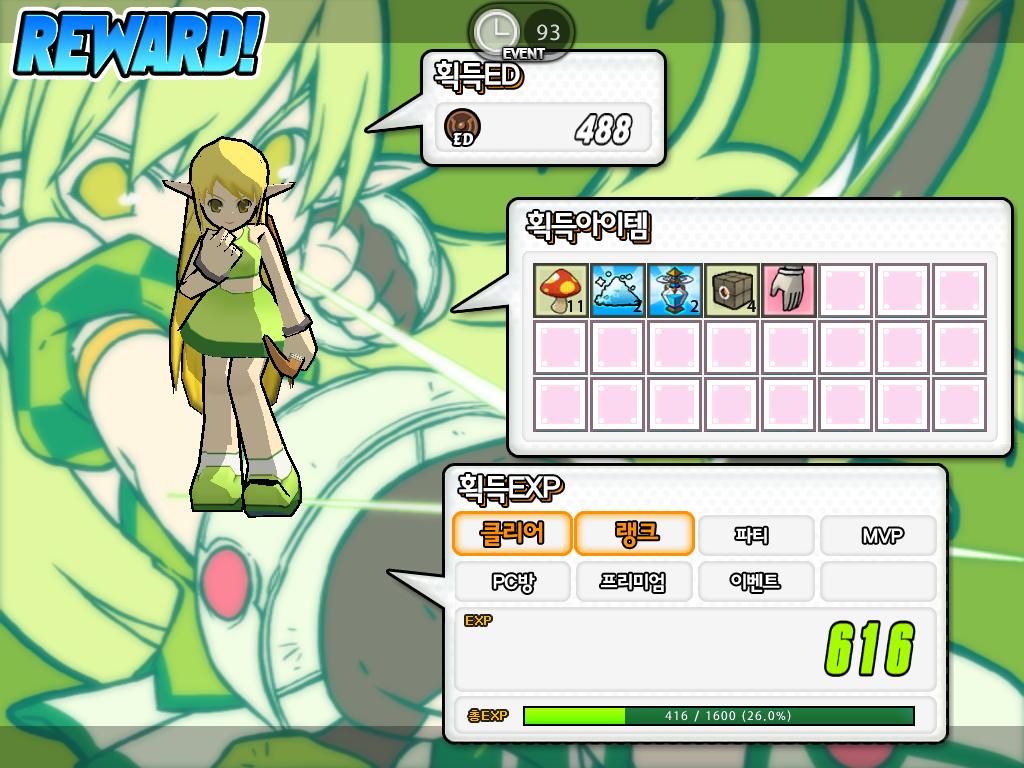 REWARD!
93
EVENT
획득ED
ED 488
획득아이템
11 2 2 4
획득EXP
클리어 랭크 파티 MVP
PC방 프리미엄 이벤트
EXP
616
총EXP 416 / 1600 (26.0%)